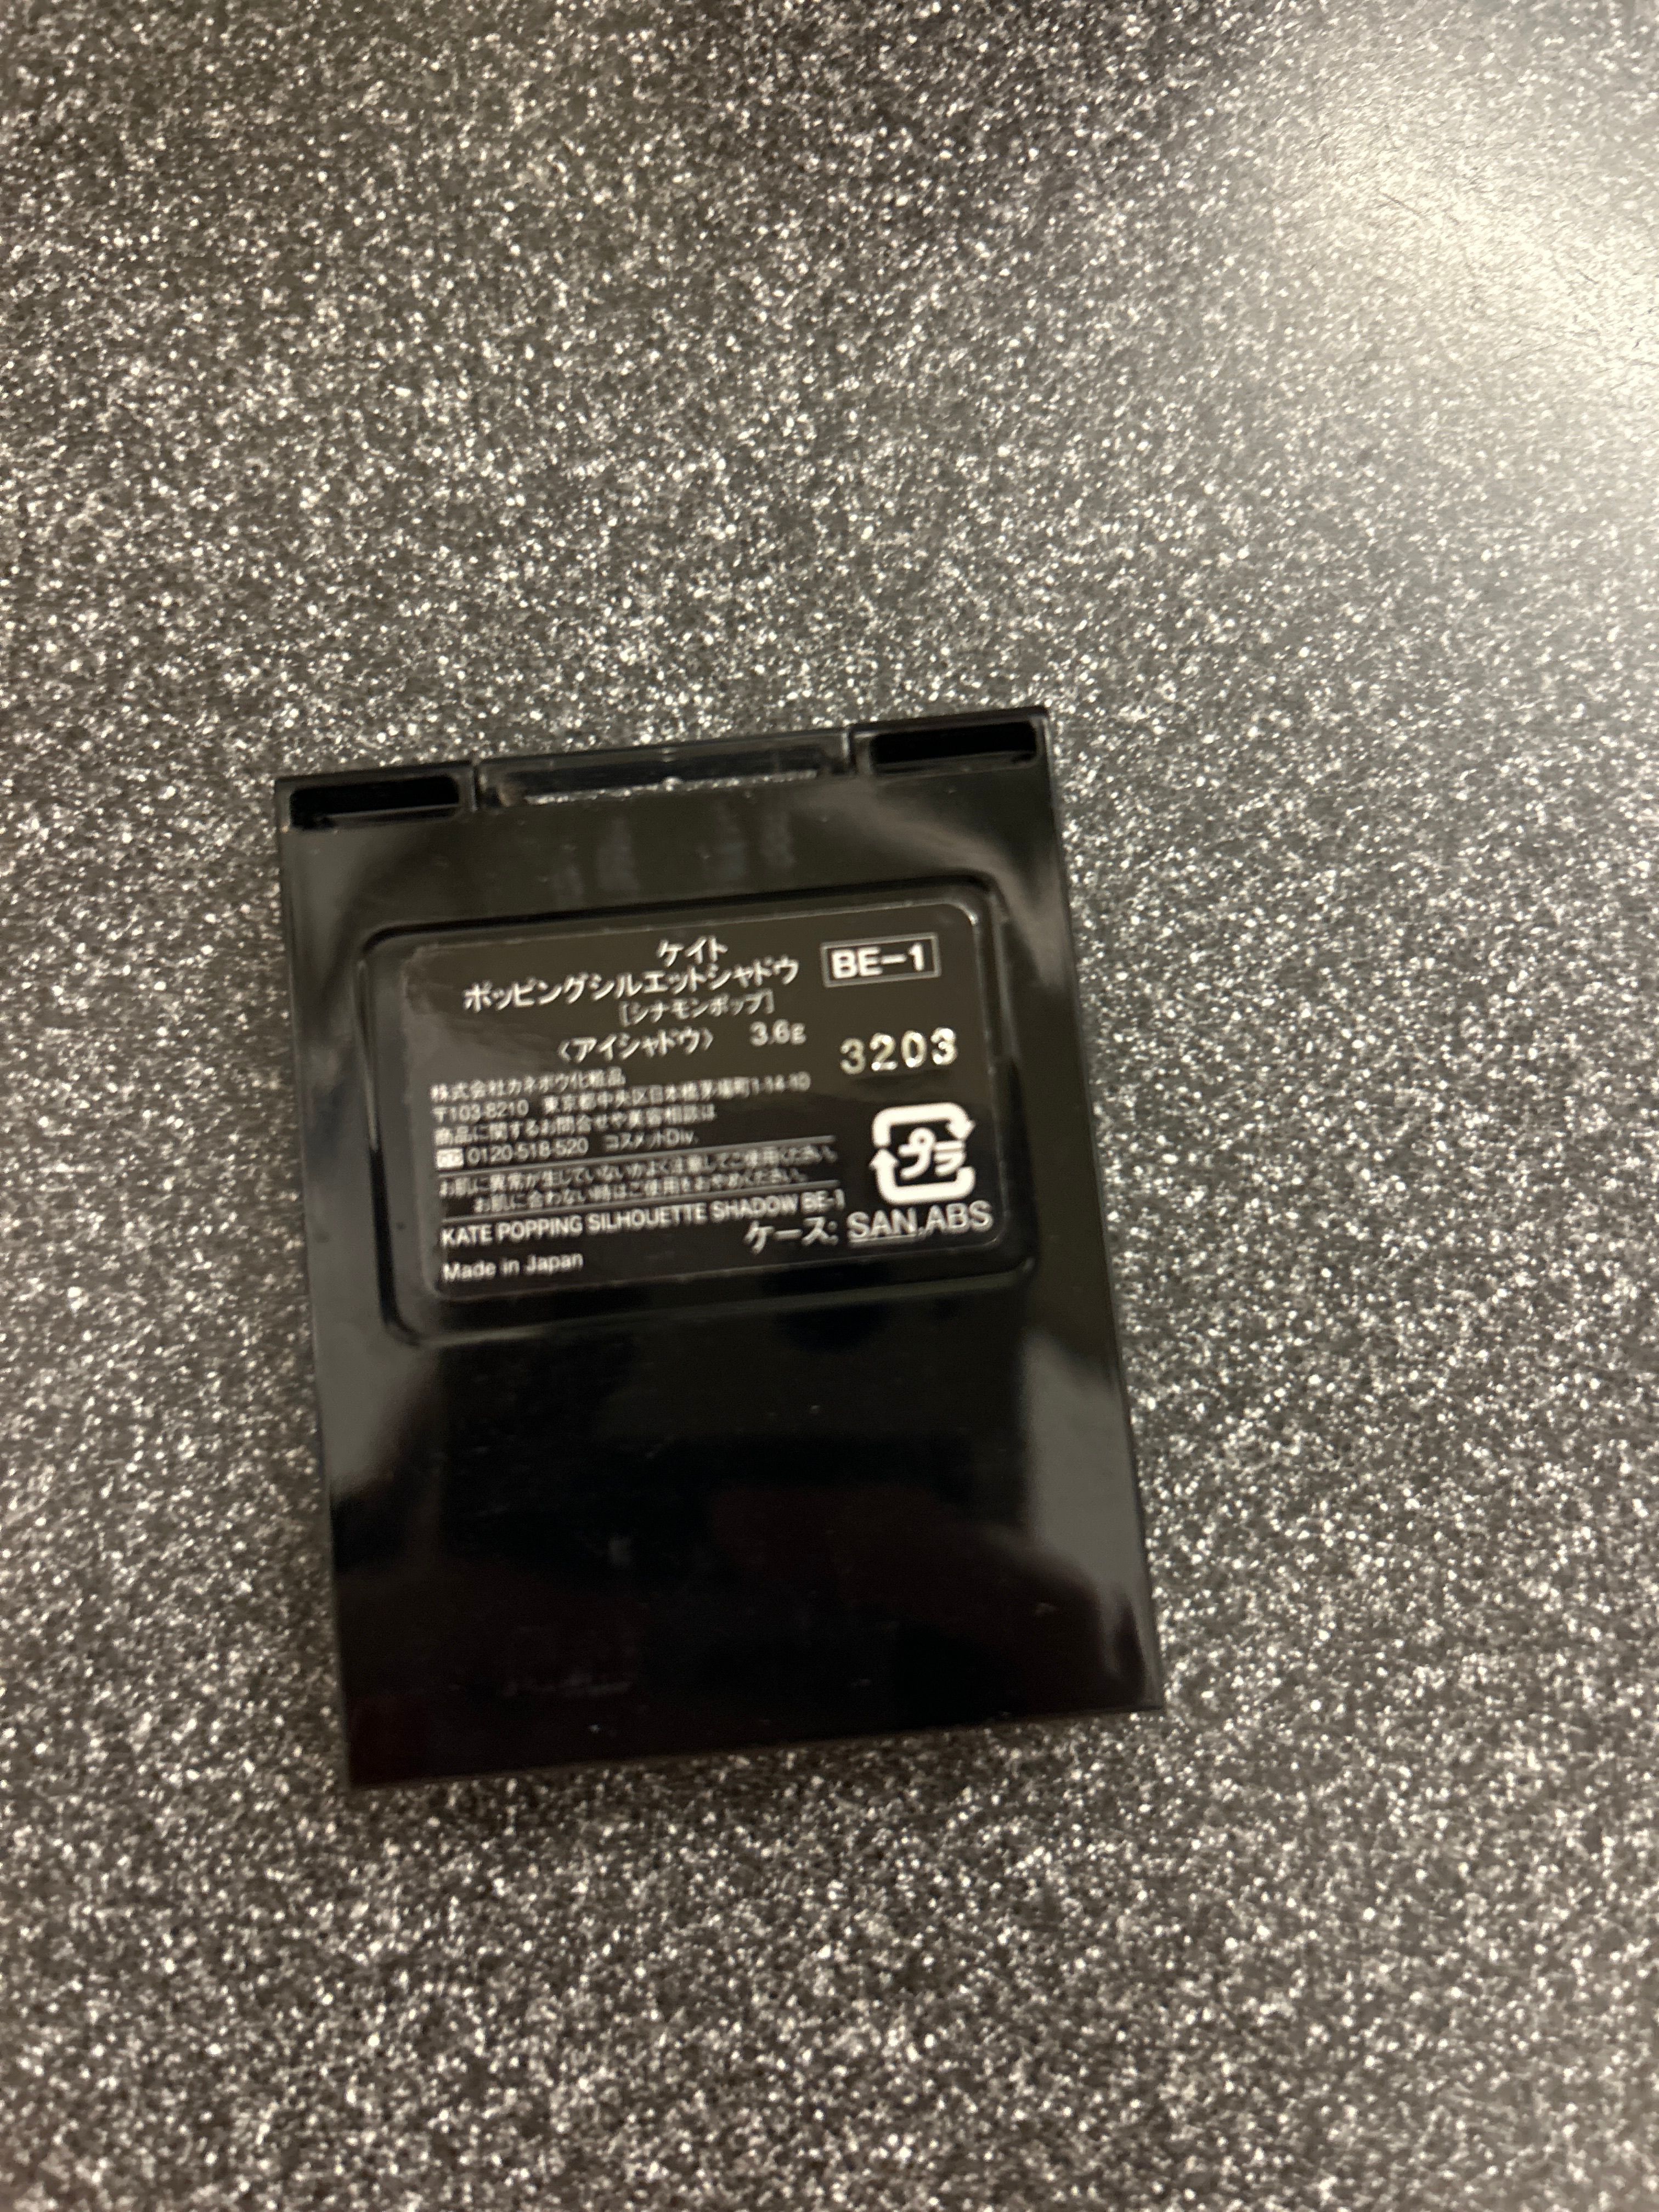 ケイト
ポッピングシルエットシャドウ
BE-1
[シナモンポップ]
〈アイシャドウ〉 3.6g
3203
株式会社カネボウ化粧品
〒103-8210 東京都中央区日本橋茅場町1-14-10
商品に関するお問合せや美容相談は
0120-518-520 コスメットDiv.
お肌に異常が生じていないかよく注意してご使用ください。
お肌に合わない時はご使用をおやめください。
プラ
KATE POPPING SILHOUETTE SHADOW BE-1
ケース: SAN,ABS
Made in Japan